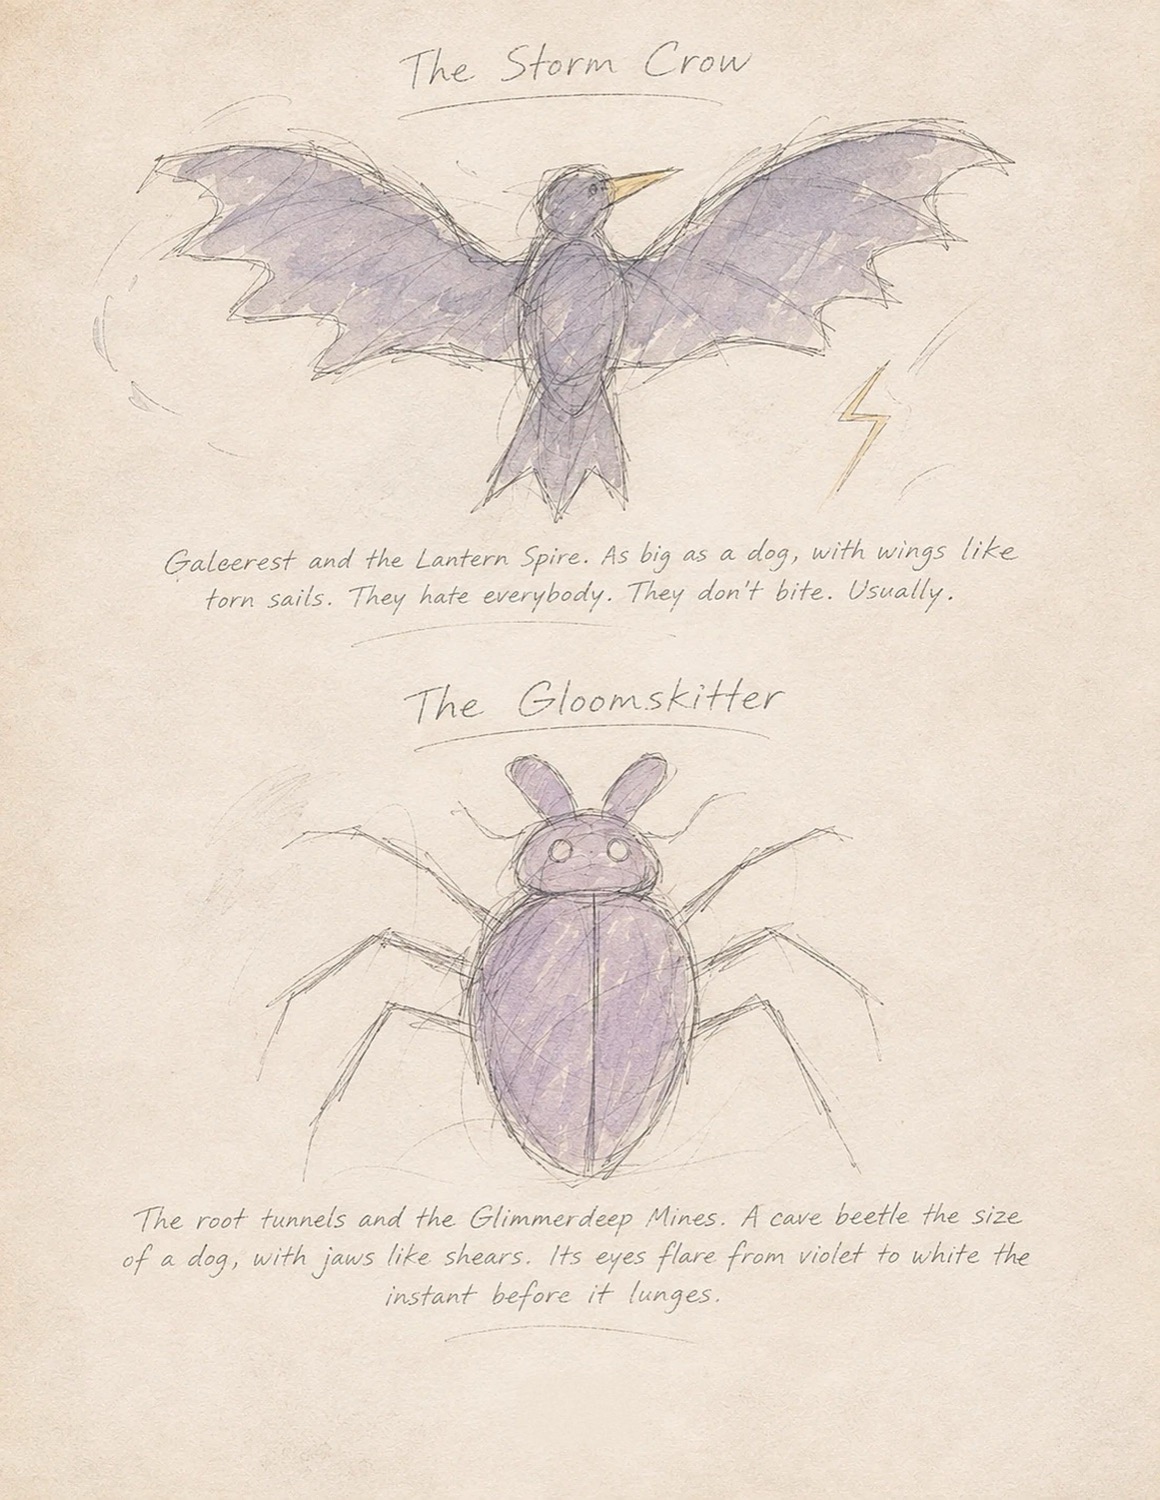 The Storm Crow
Galeerest and the Lantern Spire. As big as a dog, with wings like
torn sails. They hate everybody. They don't bite. Usually.
The Gloomskitter
The root tunnels and the Glimmerdeep Mines. A cave beetle the size
of a dog, with jaws like shears. Its eyes flare from violet to white the
instant before it lunges.